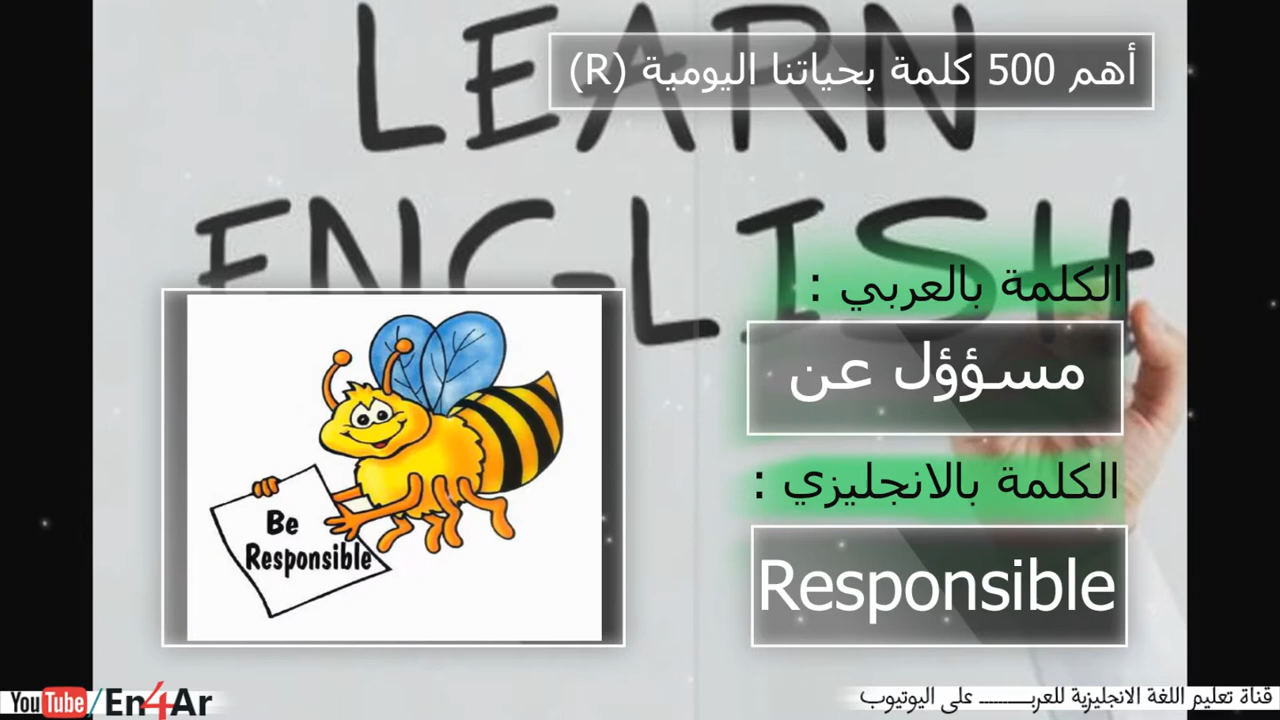 LEARN
ENGLISH
أهم 500 كلمة بحياتنا اليومية (R)
الكلمة بالعربي :
مسؤؤل عن
الكلمة بالانجليزي :
Responsible
Be
Responsible
YouTube/En4Ar
قناة تعليم اللغة الانجليزية للعربــــــــ على اليوتيوب